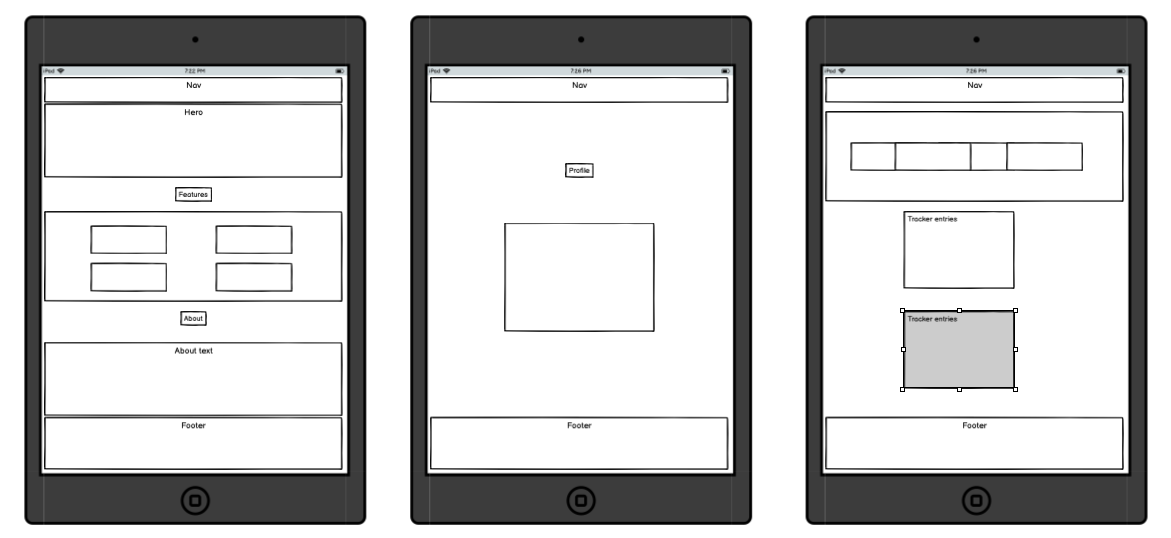 iPod 7:22 PM
Nav
Hero
Features
About
About text
Footer
iPod 7:26 PM
Nav
Profile
Footer
iPod 7:26 PM
Nav
Tracker entries
Tracker entries
Footer